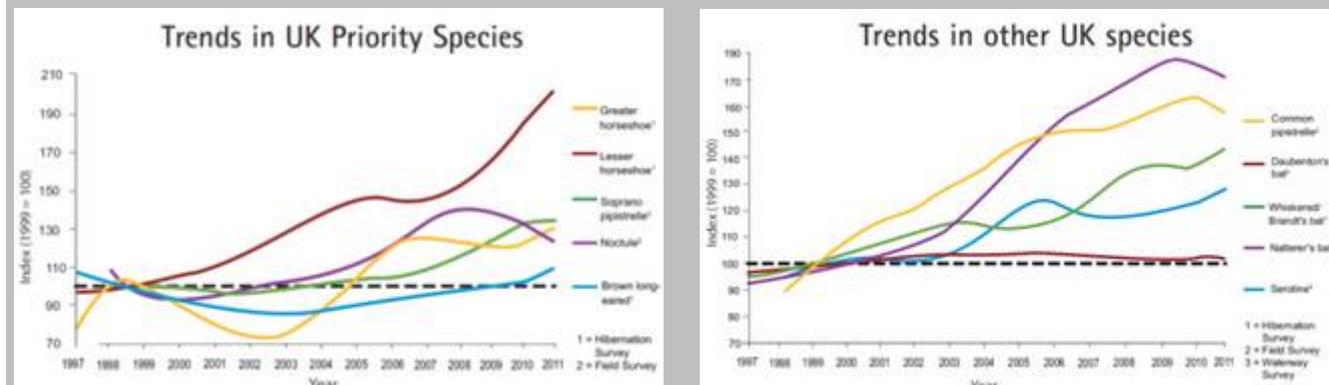 Trends in UK Priority Species
210
190
170
150
130
110
90
70
Index (1999 = 100)
1997 1998 1999 2000 2001 2002 2003 2004 2005 2006 2007 2008 2009 2010 2011
Year
Greater
horseshoe¹
Lesser
horseshoe¹
Soprano
pipistrelle²
Noctule²
Brown long-
eared¹
1 = Hibernation
Survey
2 = Field Survey
Trends in other UK species
190
180
170
160
150
140
130
120
110
100
90
80
70
Index (1999 = 100)
1997 1998 1999 2000 2001 2002 2003 2004 2005 2006 2007 2008 2009 2010 2011
Year
Common
pipistrelle²
Daubenton's
bat³
Whiskered/
Brandt's bat¹
Natterer's bat
Serotine²
1 = Hibernation
Survey
2 = Field Survey
3 = Waterway
Survey